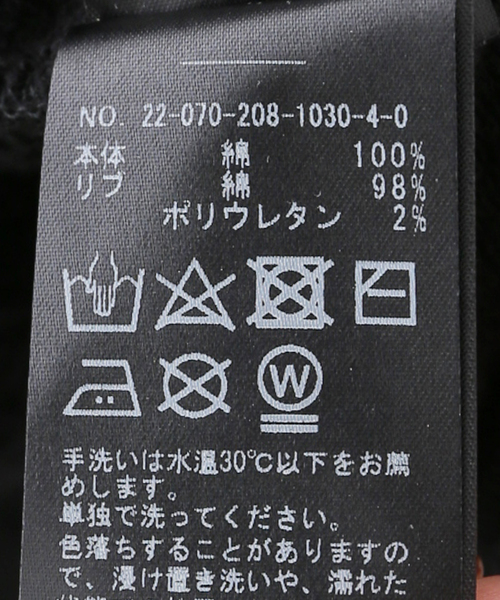 NO. 22-070-208-1030-4-0
本体 綿 100%
リブ 綿 98%
ポリウレタン 2%
W
手洗いは水温30℃以下をお薦
めします。
単独で洗ってください。
色落ちすることがありますの
で、浸け置き洗いや、濡れた